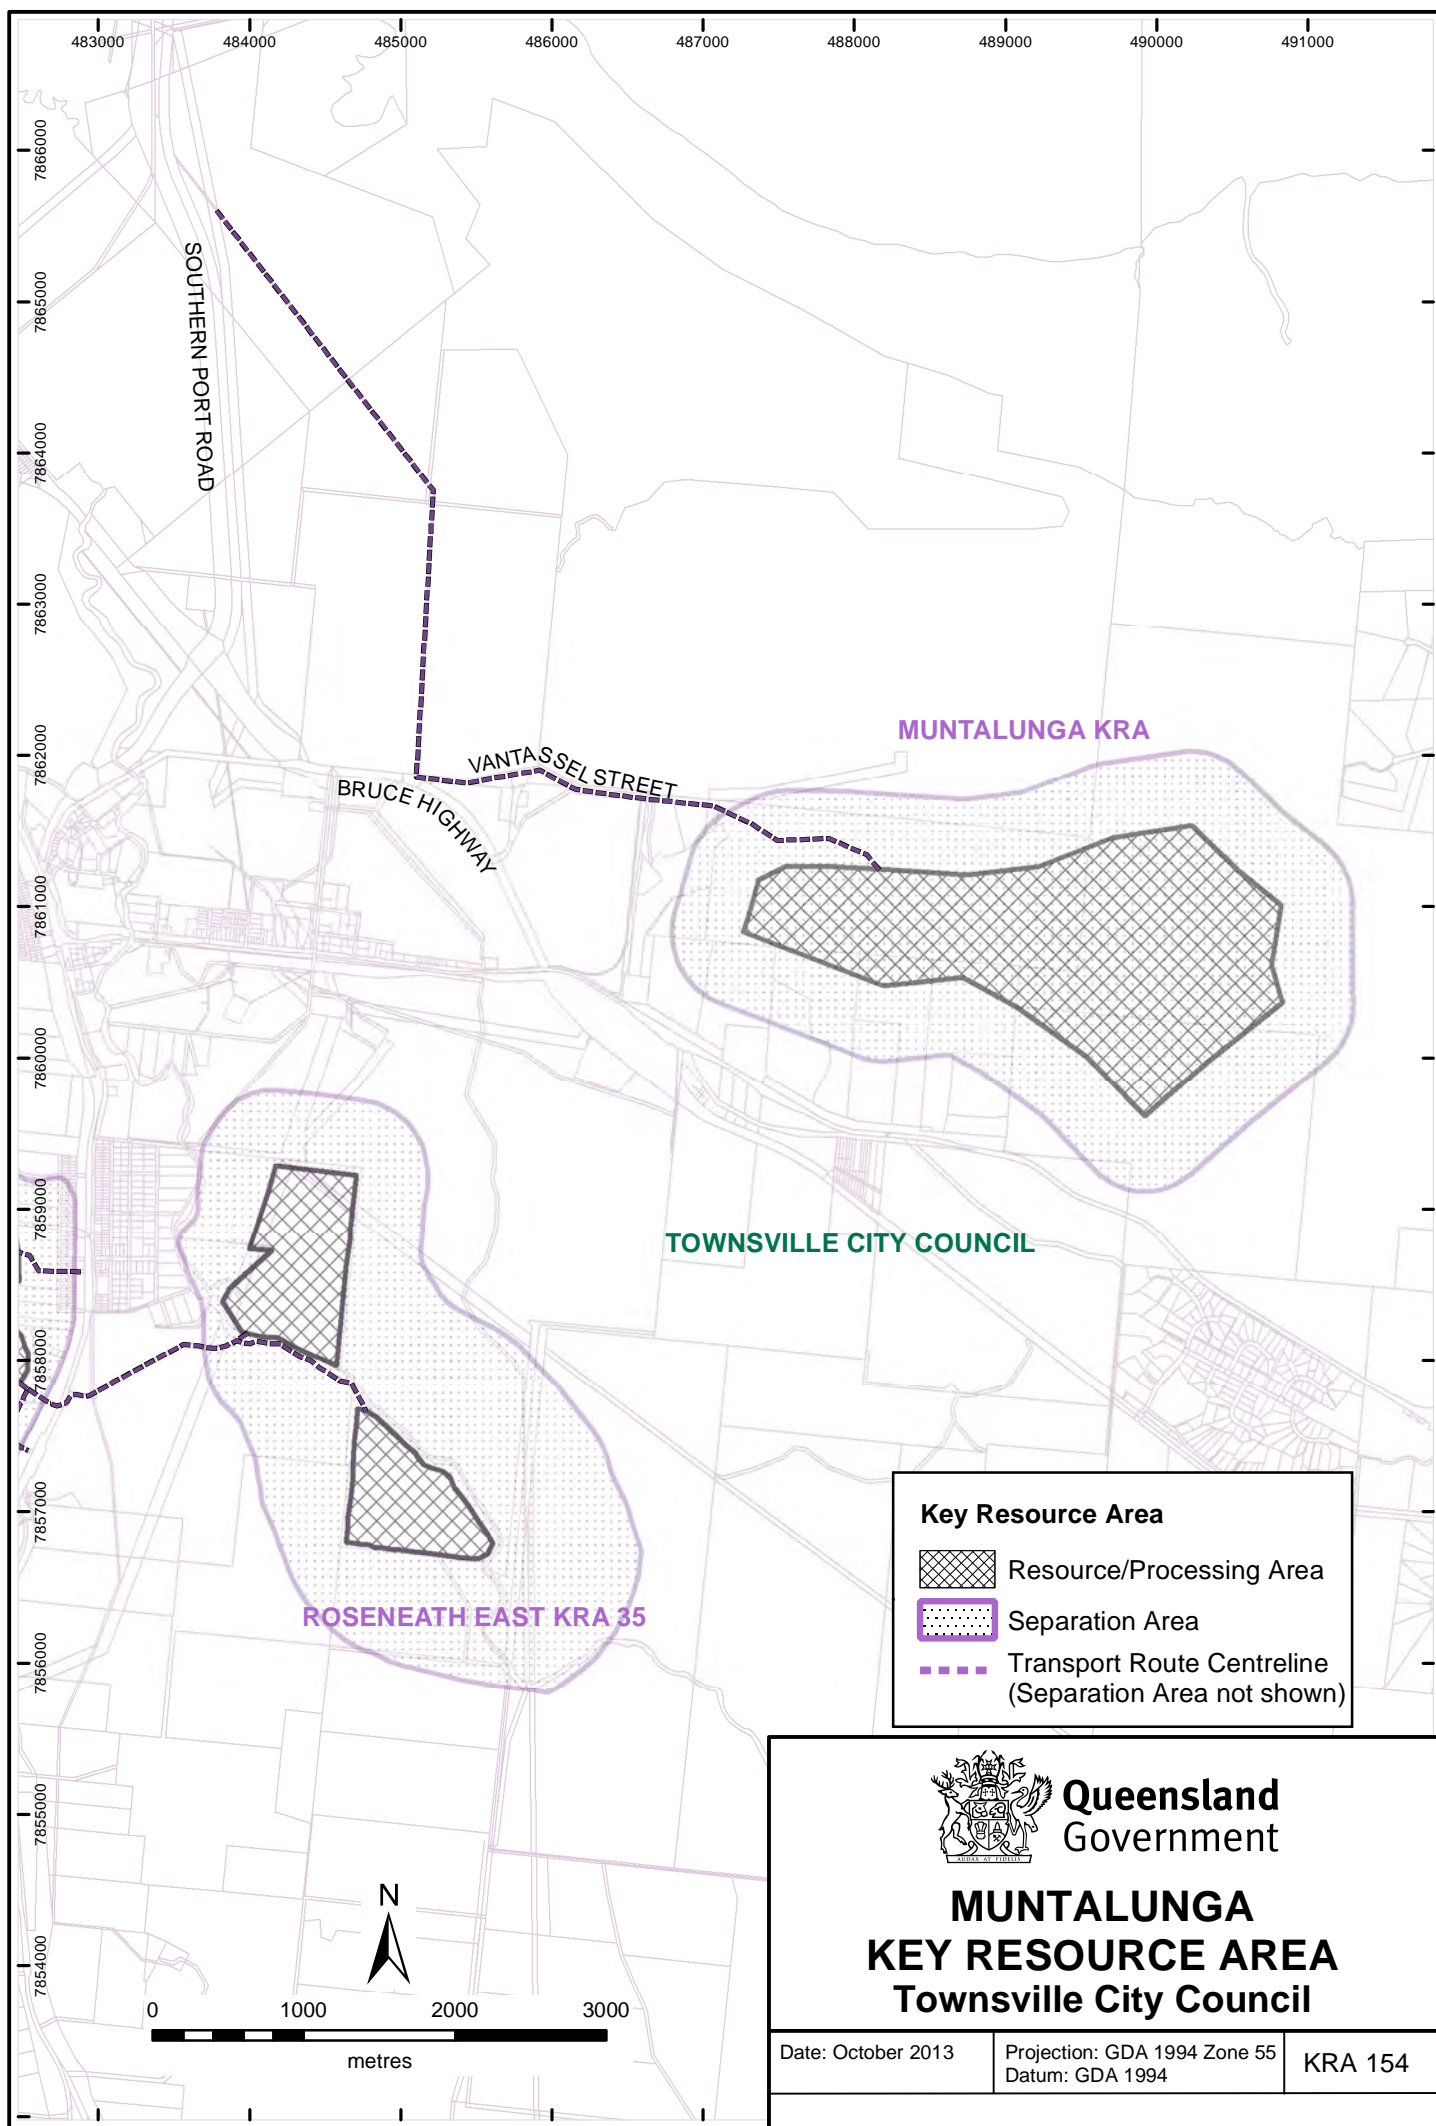 483000
484000
485000
486000
487000
488000
489000
490000
491000
7866000
7865000
7864000
7863000
7862000
7861000
7860000
7859000
7858000
7857000
7856000
7855000
7854000
SOUTHERN PORT ROAD
MUNTALUNGA KRA
VANTASSEL STREET
BRUCE HIGHWAY
TOWNSVILLE CITY COUNCIL
ROSENEATH EAST KRA 35
Key Resource Area
Resource/Processing Area
Separation Area
Transport Route Centreline
(Separation Area not shown)
AUDAX AT FIDELIS
Queensland
Government
MUNTALUNGA
KEY RESOURCE AREA
Townsville City Council
Date: October 2013
Projection: GDA 1994 Zone 55
Datum: GDA 1994
KRA 154
N
0 1000 2000 3000
metres